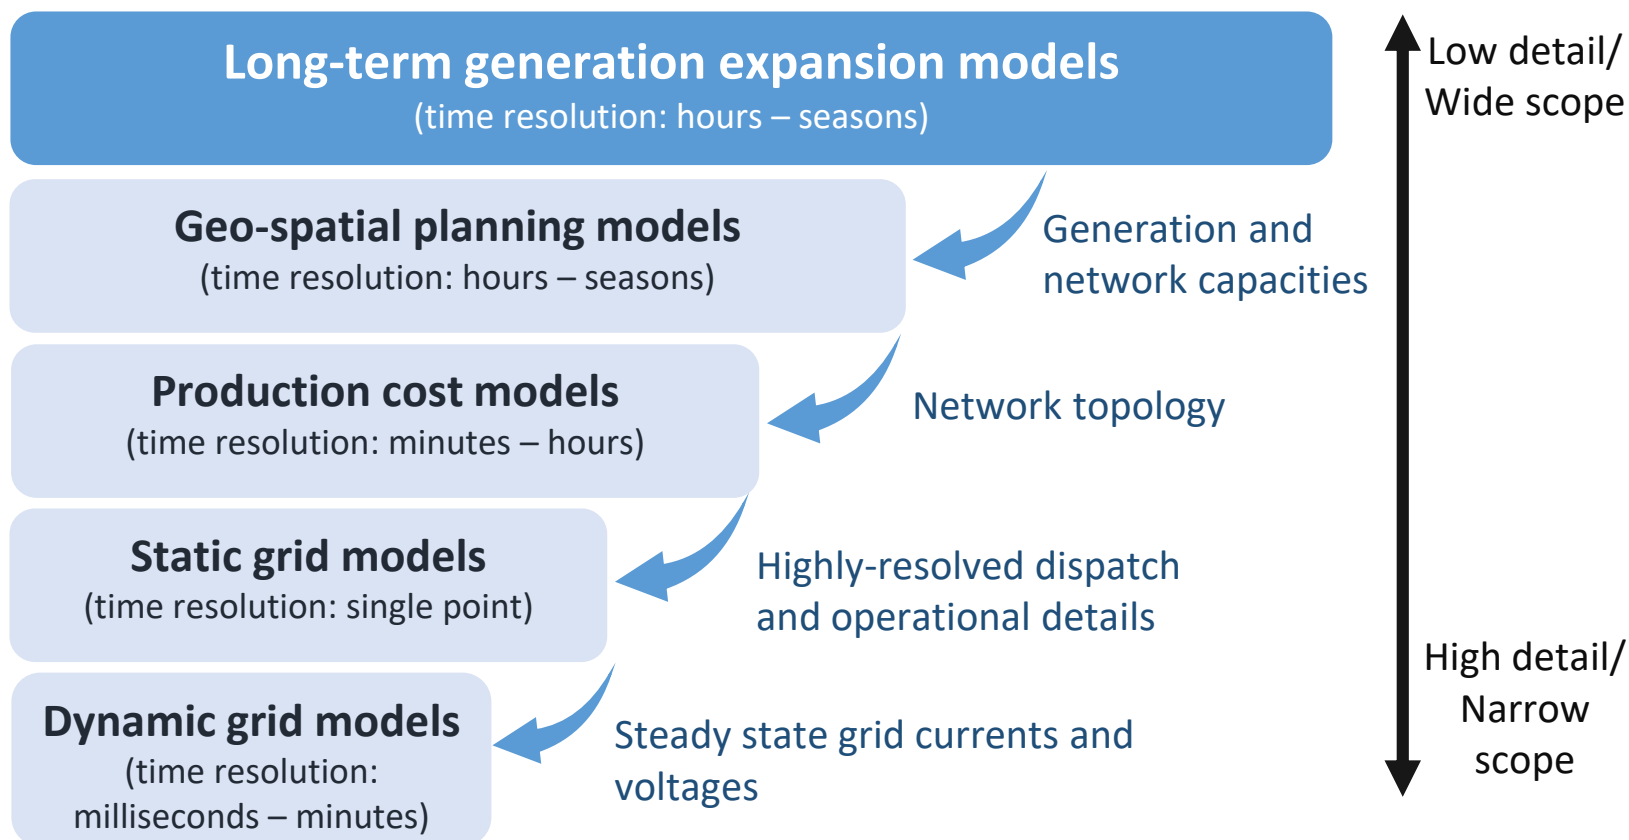 Long-term generation expansion models
(time resolution: hours – seasons)
Low detail/
Wide scope
Geo-spatial planning models
(time resolution: hours – seasons)
Generation and
network capacities
Production cost models
(time resolution: minutes – hours)
Network topology
Static grid models
(time resolution: single point)
Highly-resolved dispatch
and operational details
High detail/
Narrow
scope
Dynamic grid models
(time resolution:
milliseconds – minutes)
Steady state grid currents and
voltages